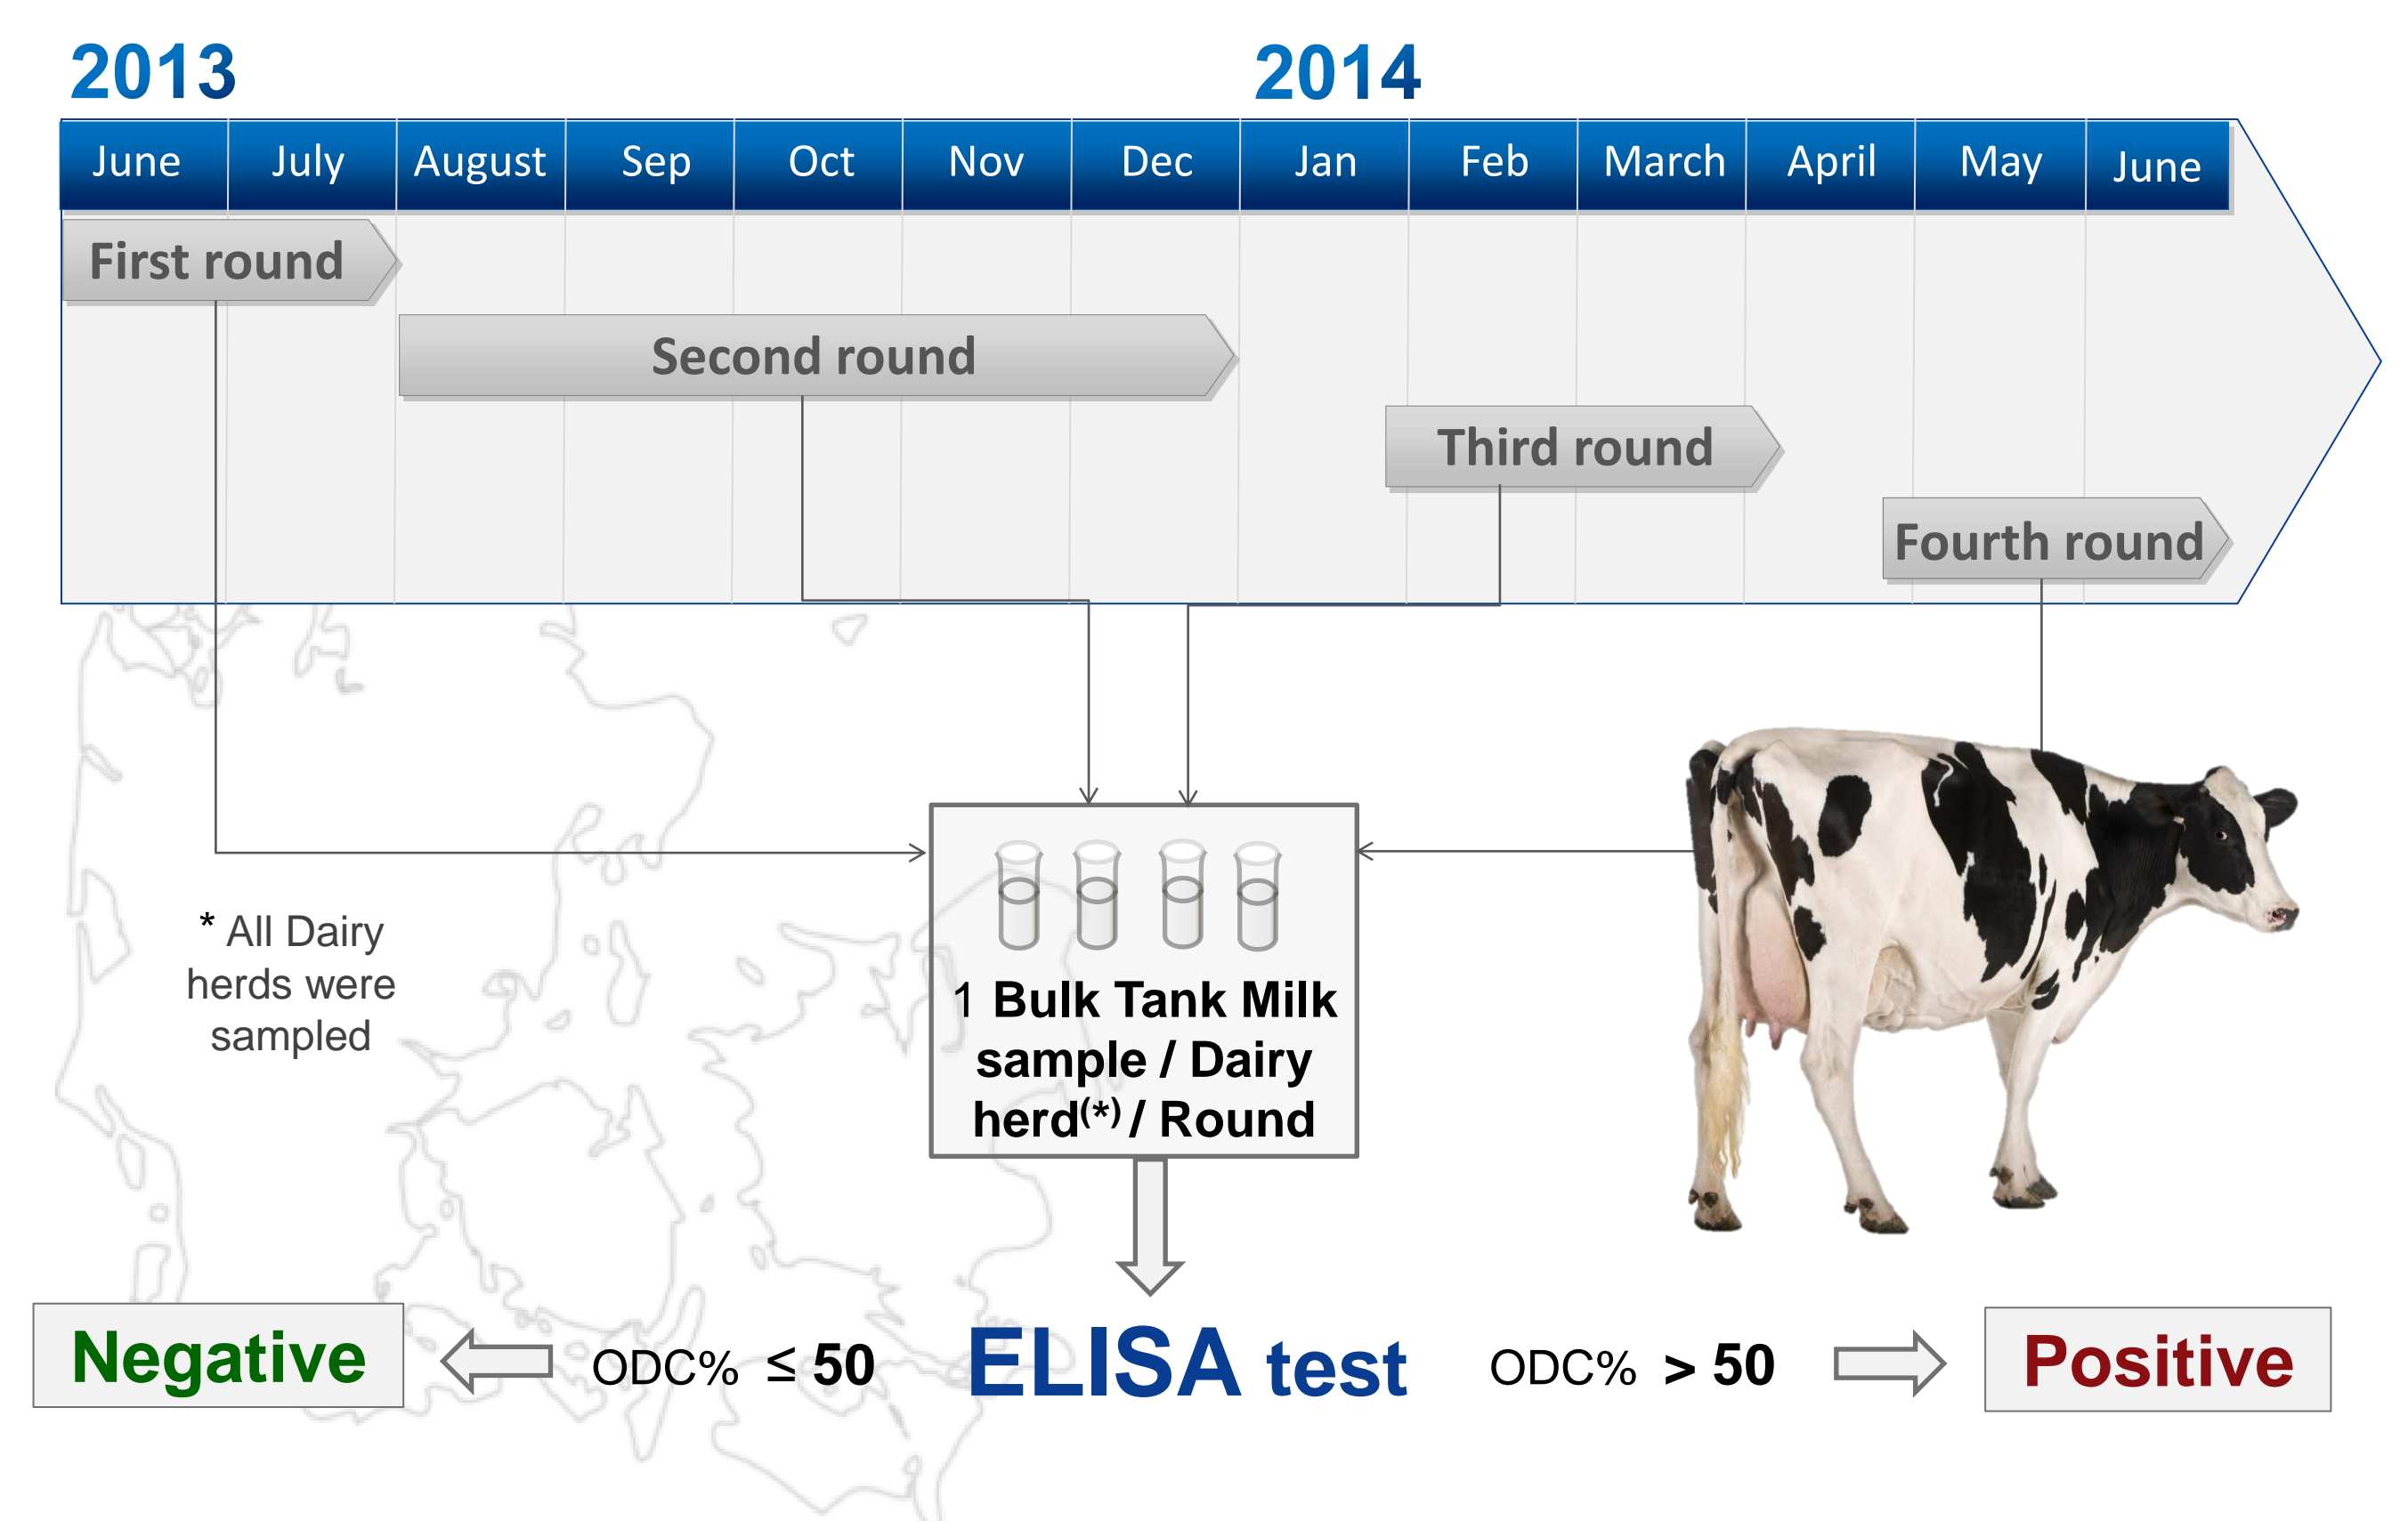 2013 2014
June July August Sep Oct Nov Dec Jan Feb March April May June
First round
Second round
Third round
Fourth round
* All Dairy
herds were
sampled
1 Bulk Tank Milk
sample / Dairy
herd(*) / Round
Negative ODC% ≤ 50 ELISA test ODC% > 50 Positive